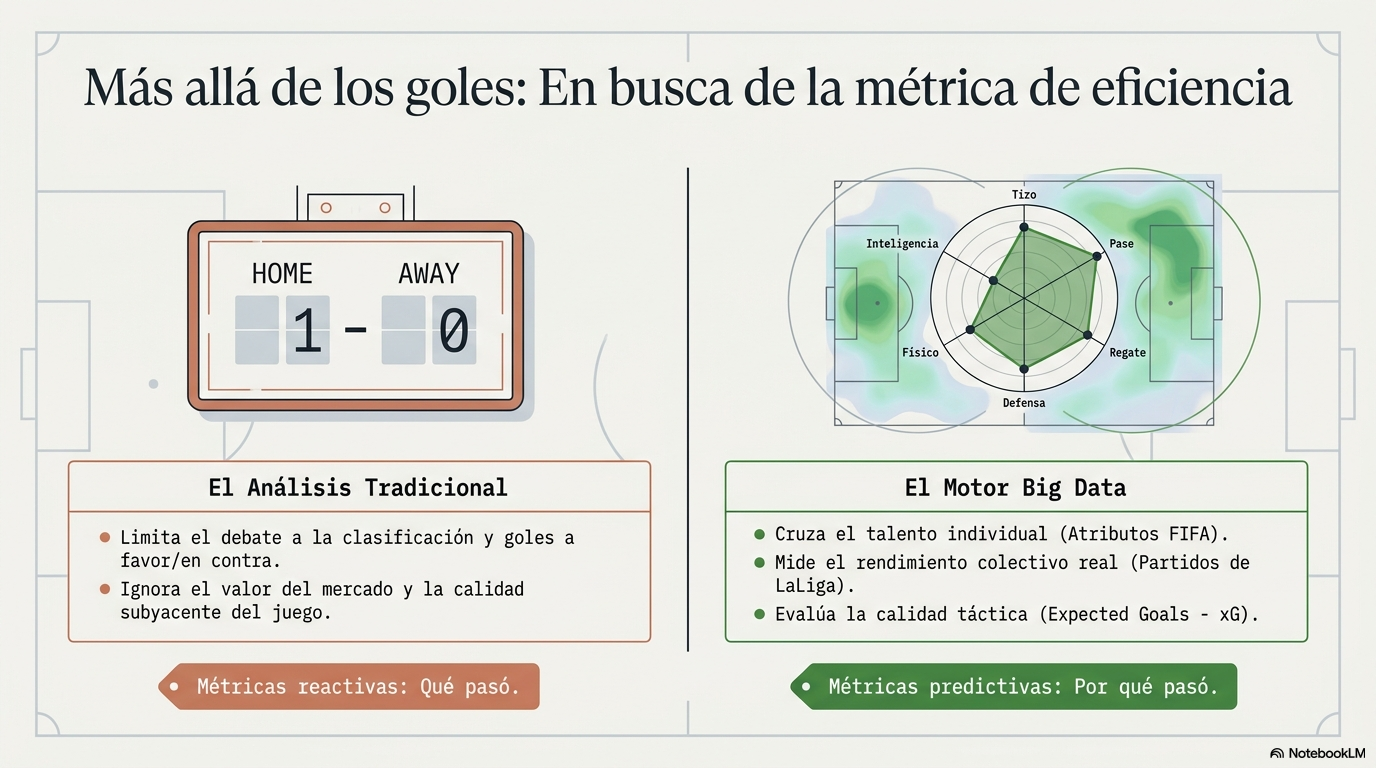 Más allá de los goles: En busca de la métrica de eficiencia
HOME AWAY
1 - 0
El Análisis Tradicional
Limita el debate a la clasificación y goles a
favor/en contra.
Ignora el valor del mercado y la calidad
subyacente del juego.
Métricas reactivas: Qué pasó.
Tizo
Inteligencia
Pase
Físico
Regate
Defensa
El Motor Big Data
Cruza el talento individual (Atributos FIFA).
Mide el rendimiento colectivo real (Partidos de
LaLiga).
Evalúa la calidad táctica (Expected Goals - xG).
Métricas predictivas: Por qué pasó.
NotebookLM